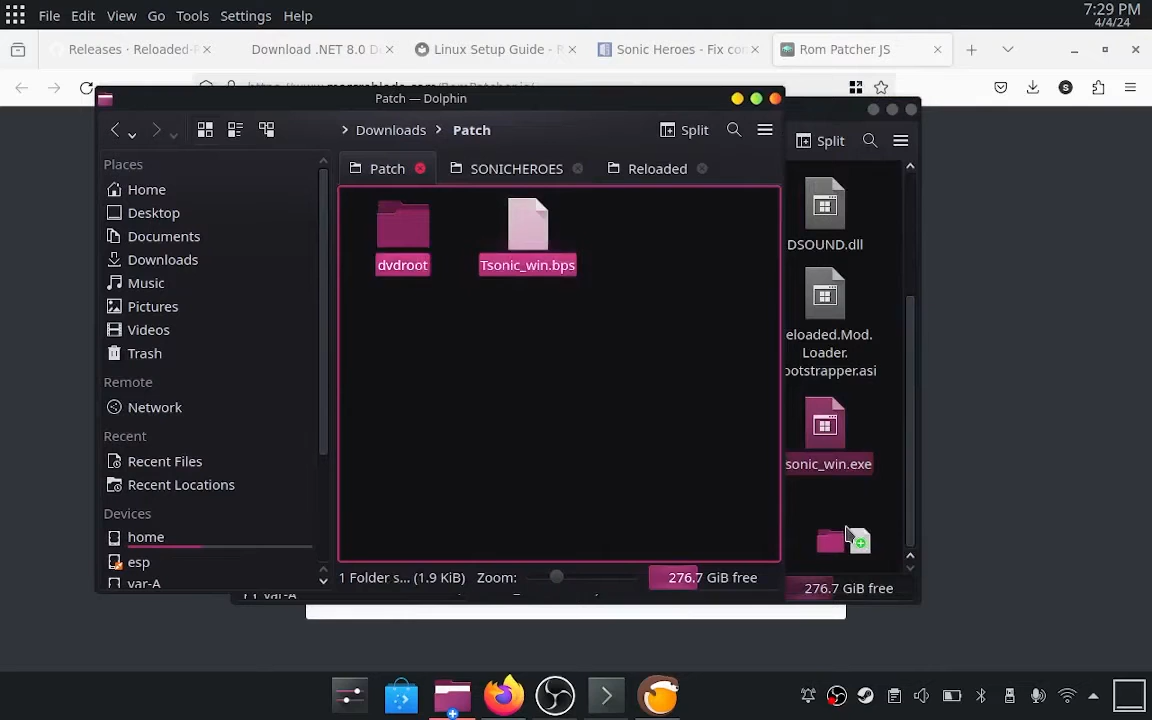 File Edit View Go Tools Settings Help
7:29 PM
4/4/24
Releases · Reloaded-
Download .NET 8.0 D
Linux Setup Guide - R
Sonic Heroes - Fix con
Rom Patcher JS
Patch — Dolphin
Downloads
Patch
Split
Split
Places
Patch
SONICHEROES
Reloaded
Home
Desktop
Documents
Downloads
Music
Pictures
Videos
Trash
Remote
Network
Recent
Recent Files
Recent Locations
Devices
home
esp
var-A
dvdroot
Tsonic_win.bps
DSOUND.dll
eloaded.Mod.
Loader.
ootstrapper.asi
sonic_win.exe
1 Folder s... (1.9 KiB)
Zoom:
276.7 GiB free
276.7 GiB free